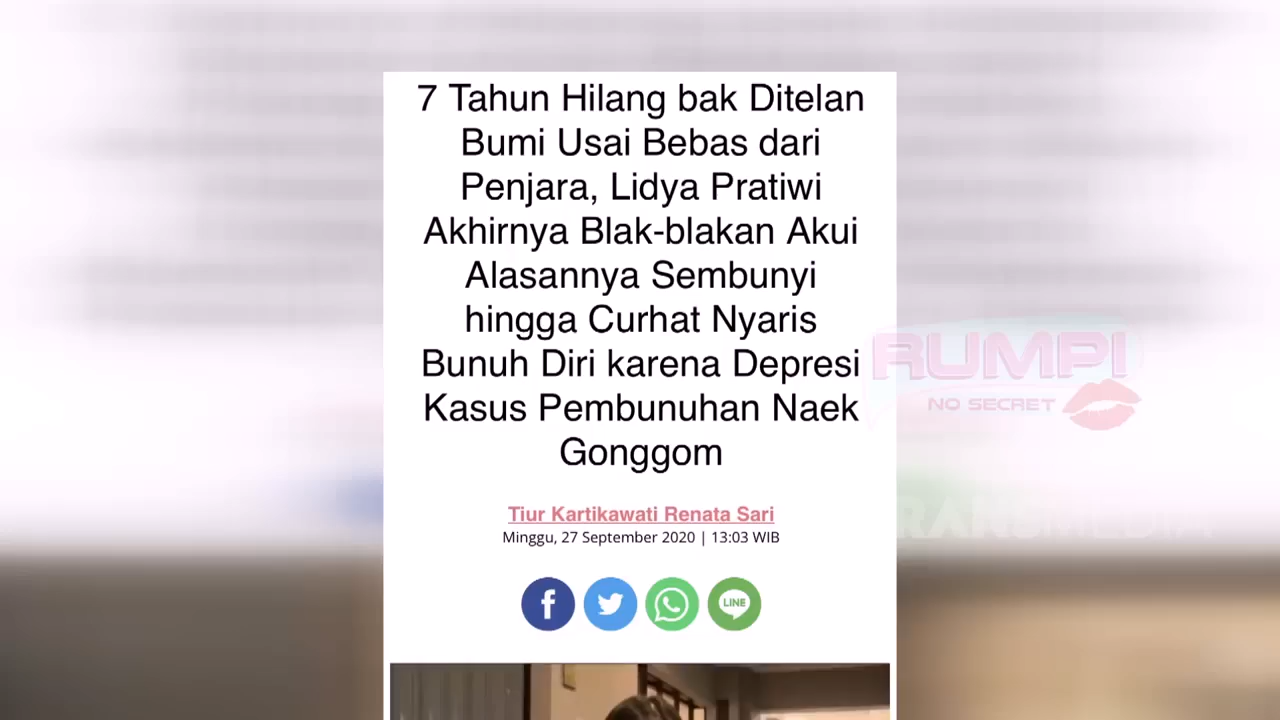 7 Tahun Hilang bak Ditelan
Bumi Usai Bebas dari
Penjara, Lidya Pratiwi
Akhirnya Blak-blakan Akui
Alasannya Sembunyi
hingga Curhat Nyaris
Bunuh Diri karena Depresi
Kasus Pembunuhan Naek
Gonggom
RUMPI
NO SECRET
Tiur Kartikawati Renata Sari
TRANSMEDIA
Minggu, 27 September 2020 | 13:03 WIB
f
LINE